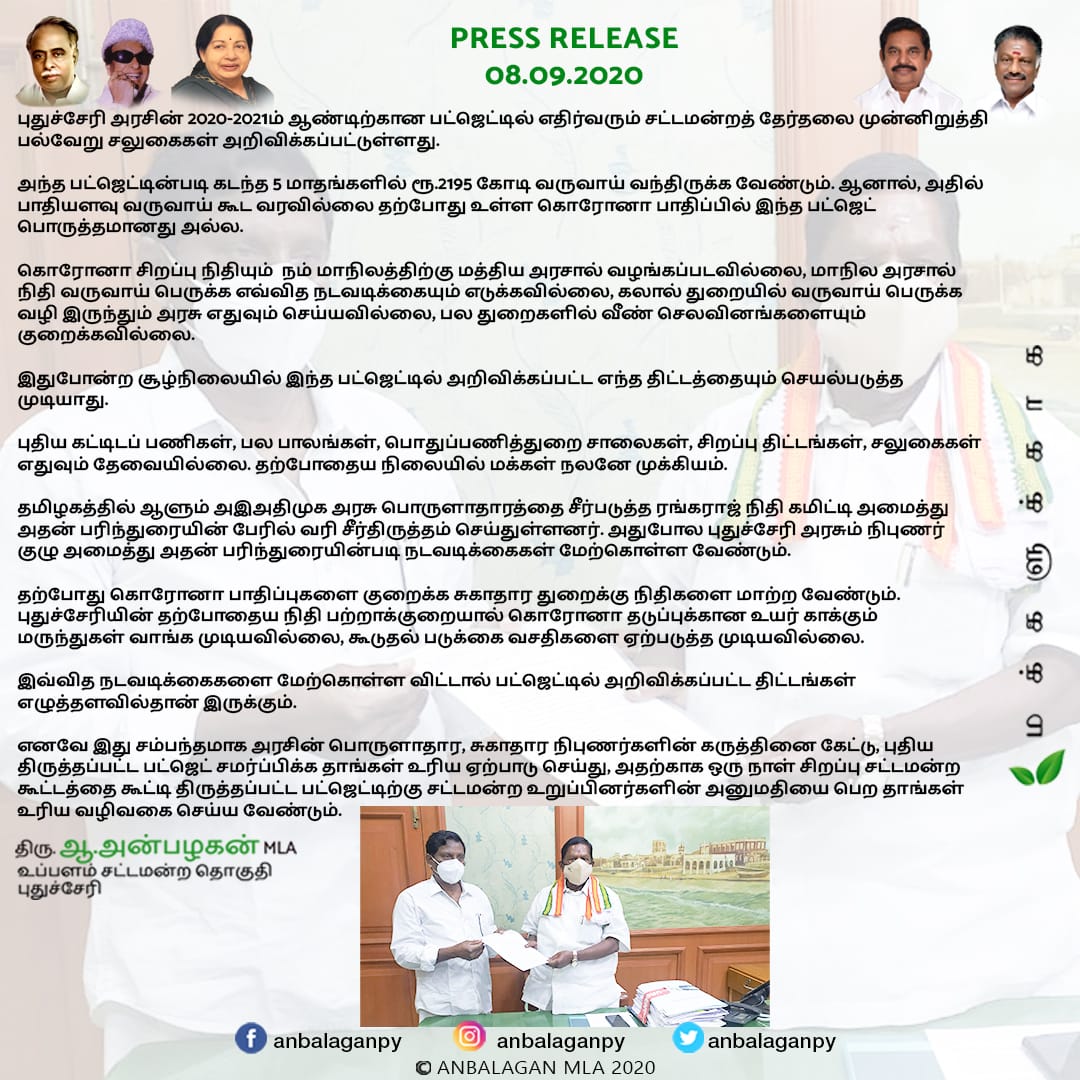 PRESS RELEASE
08.09.2020
புதுச்சேரி அரசின் 2020-2021ம் ஆண்டிற்கான பட்ஜெட்டில் எதிர்வரும் சட்டமன்றத் தேர்தலை முன்னிறுத்தி
பல்வேறு சலுகைகள் அறிவிக்கப்பட்டுள்ளது.
அந்த பட்ஜெட்டின்படி கடந்த 5 மாதங்களில் ரூ.2195 கோடி வருவாய் வந்திருக்க வேண்டும். ஆனால், அதில்
பாதியளவு வருவாய் கூட வரவில்லை தற்போது உள்ள கொரோனா பாதிப்பில் இந்த பட்ஜெட்
பொருத்தமானது அல்ல.
கொரோனா சிறப்பு நிதியும் நம் மாநிலத்திற்கு மத்திய அரசால் வழங்கப்படவில்லை, மாநில அரசால்
நிதி வருவாய் பெருக்க எவ்வித நடவடிக்கையும் எடுக்கவில்லை, கலால் துறையில் வருவாய் பெருக்க
வழி இருந்தும் அரசு எதுவும் செய்யவில்லை, பல துறைகளில் வீண் செலவினங்களையும்
குறைக்கவில்லை.
இதுபோன்ற சூழ்நிலையில் இந்த பட்ஜெட்டில் அறிவிக்கப்பட்ட எந்த திட்டத்தையும் செயல்படுத்த
முடியாது.
புதிய கட்டிடப் பணிகள், பல பாலங்கள், பொதுப்பணித்துறை சாலைகள், சிறப்பு திட்டங்கள், சலுகைகள்
எதுவும் தேவையில்லை. தற்போதைய நிலையில் மக்கள் நலனே முக்கியம்.
தமிழகத்தில் ஆளும் அஇஅதிமுக அரசு பொருளாதாரத்தை சீர்படுத்த ரங்கராஜ் நிதி கமிட்டி அமைத்து
அதன் பரிந்துரையின் பேரில் வரி சீர்திருத்தம் செய்துள்ளனர். அதுபோல புதுச்சேரி அரசும் நிபுணர்
குழு அமைத்து அதன் பரிந்துரையின்படி நடவடிக்கைகள் மேற்கொள்ள வேண்டும்.
தற்போது கொரோனா பாதிப்புகளை குறைக்க சுகாதார துறைக்கு நிதிகளை மாற்ற வேண்டும்.
புதுச்சேரியின் தற்போதைய நிதி பற்றாக்குறையால் கொரோனா தடுப்புக்கான உயர் காக்கும்
மருந்துகள் வாங்க முடியவில்லை, கூடுதல் படுக்கை வசதிகளை ஏற்படுத்த முடியவில்லை.
இவ்வித நடவடிக்கைகளை மேற்கொள்ள விட்டால் பட்ஜெட்டில் அறிவிக்கப்பட்ட திட்டங்கள்
எழுத்தளவில்தான் இருக்கும்.
எனவே இது சம்பந்தமாக அரசின் பொருளாதார, சுகாதார நிபுணர்களின் கருத்தினை கேட்டு, புதிய
திருத்தப்பட்ட பட்ஜெட் சமர்ப்பிக்க தாங்கள் உரிய ஏற்பாடு செய்து, அதற்காக ஒரு நாள் சிறப்பு சட்டமன்ற
கூட்டத்தை கூட்டி திருத்தப்பட்ட பட்ஜெட்டிற்கு சட்டமன்ற உறுப்பினர்களின் அனுமதியை பெற தாங்கள்
உரிய வழிவகை செய்ய வேண்டும்.
திரு. ஆ.அன்பழகன் MLA
உப்பளம் சட்டமன்ற தொகுதி
புதுச்சேரி
மக்களுக்காக
anbalaganpy anbalaganpy anbalaganpy
© ANBALAGAN MLA 2020